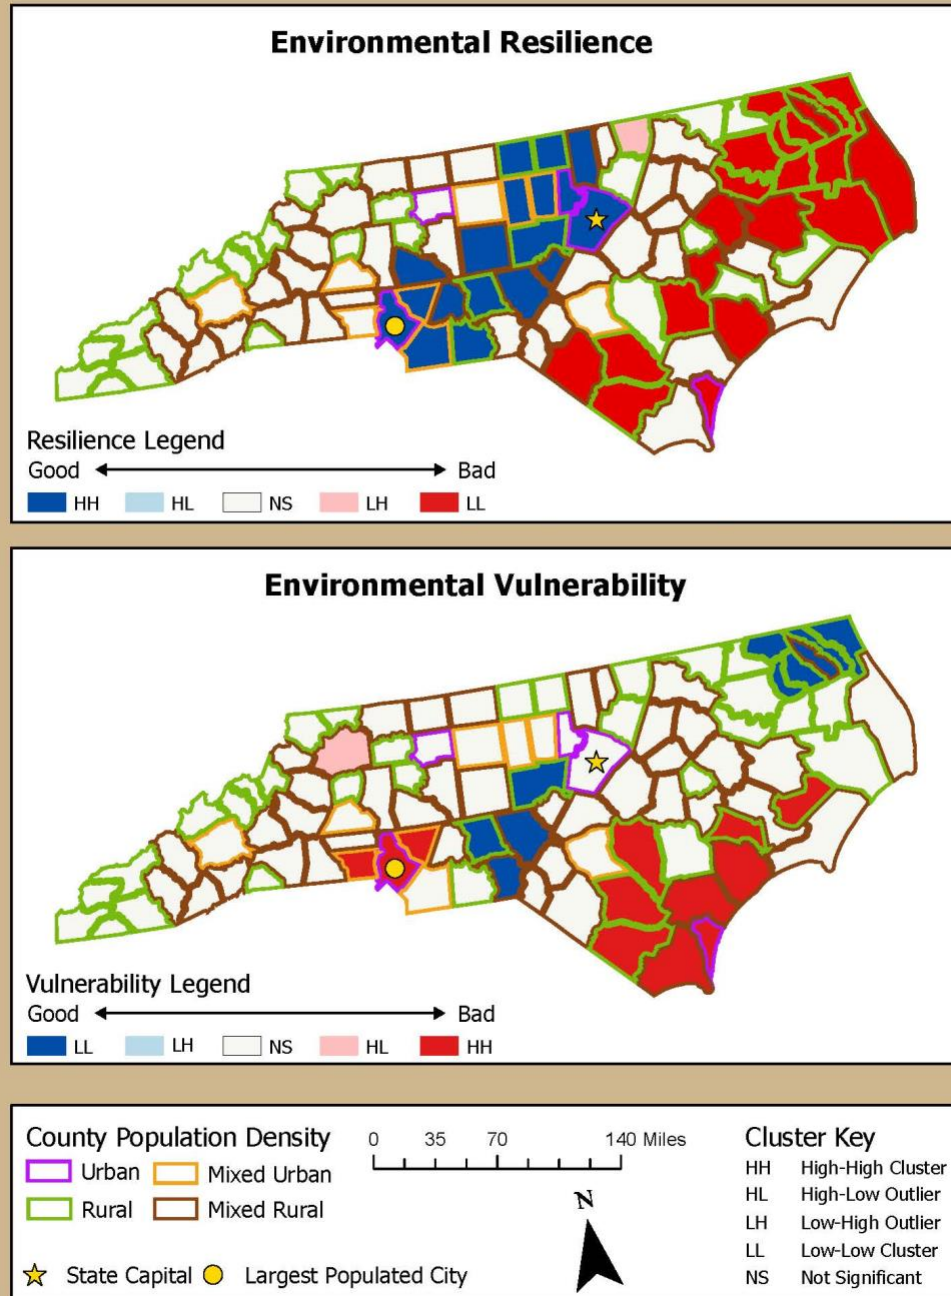 Environmental Resilience
Resilience Legend
Good Bad
HH HL NS LH LL
Environmental Vulnerability
Vulnerability Legend
Good Bad
LL LH NS HL HH
County Population Density
Urban Mixed Urban
Rural Mixed Rural
State Capital Largest Populated City
0 35 70 140 Miles
N
Cluster Key
HH High-High Cluster
HL High-Low Outlier
LH Low-High Outlier
LL Low-Low Cluster
NS Not Significant